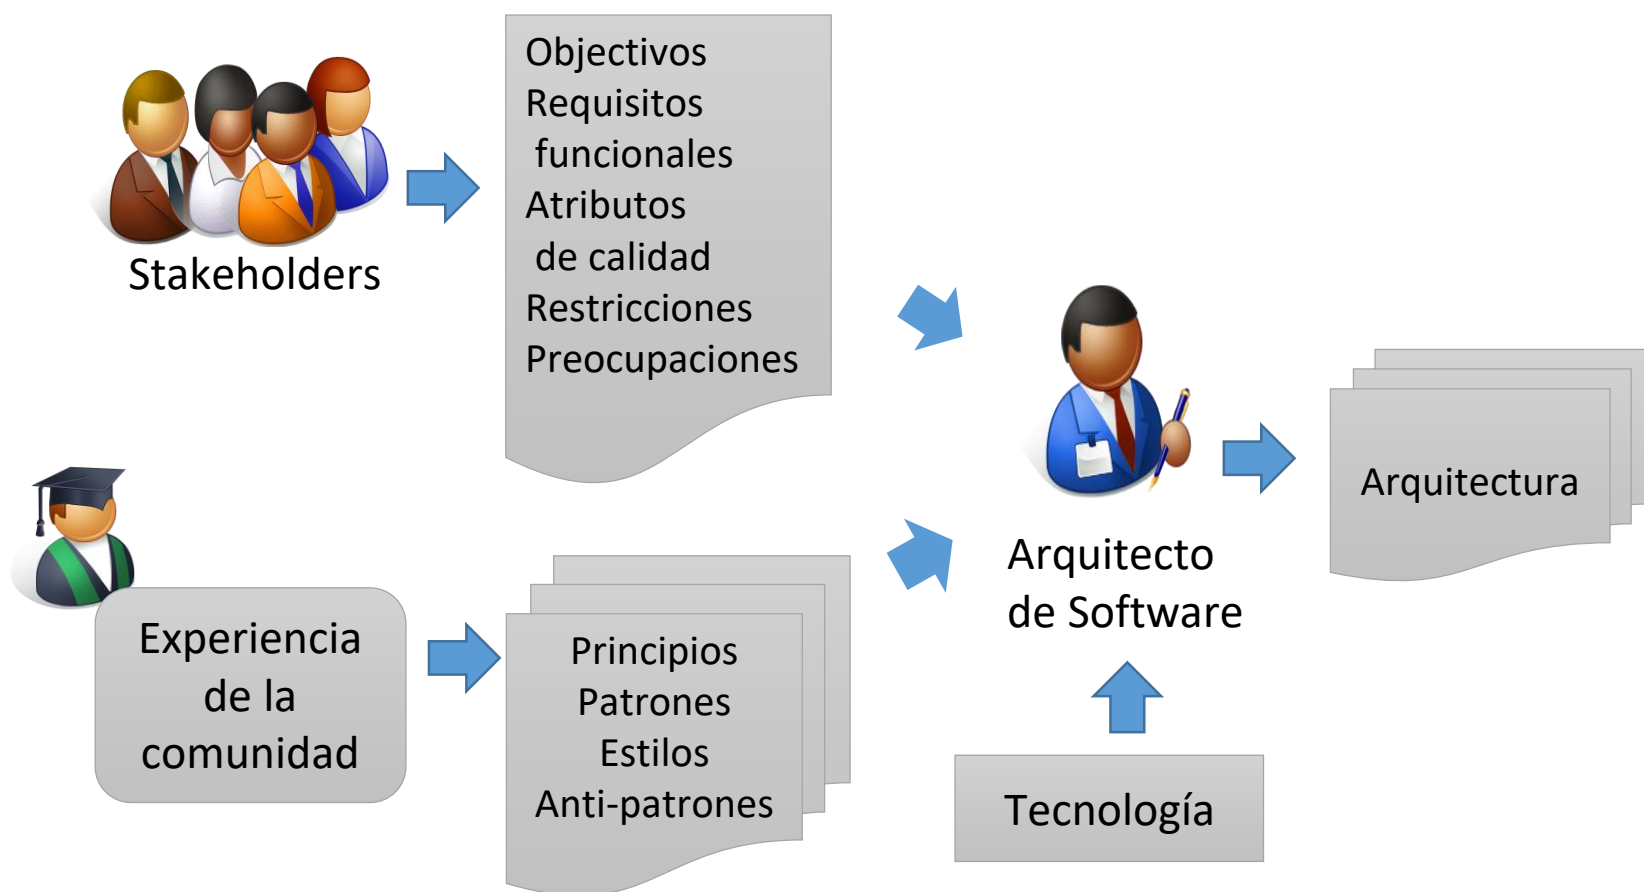 Stakeholders
Objectivos
Requisitos
funcionales
Atributos
de calidad
Restricciones
Preocupaciones
Experiencia
de la
comunidad
Principios
Patrones
Estilos
Anti-patrones
Arquitecto
de Software
Tecnología
Arquitectura